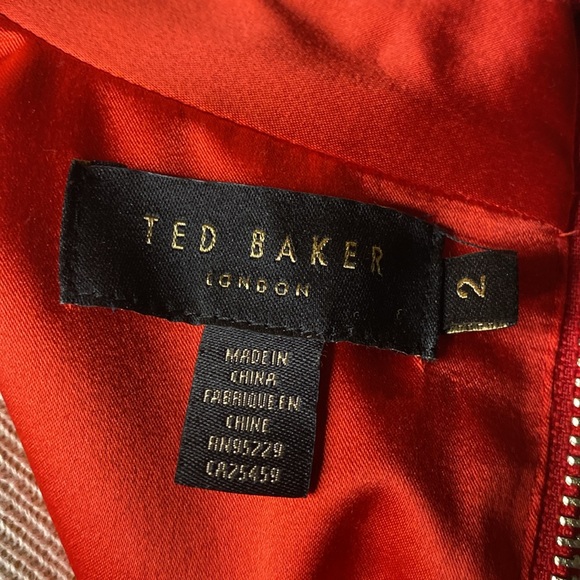 TED BAKER
LONDON
2
MADE IN
CHINA
FABRIQUE EN
CHINE
RN95229
CA25459